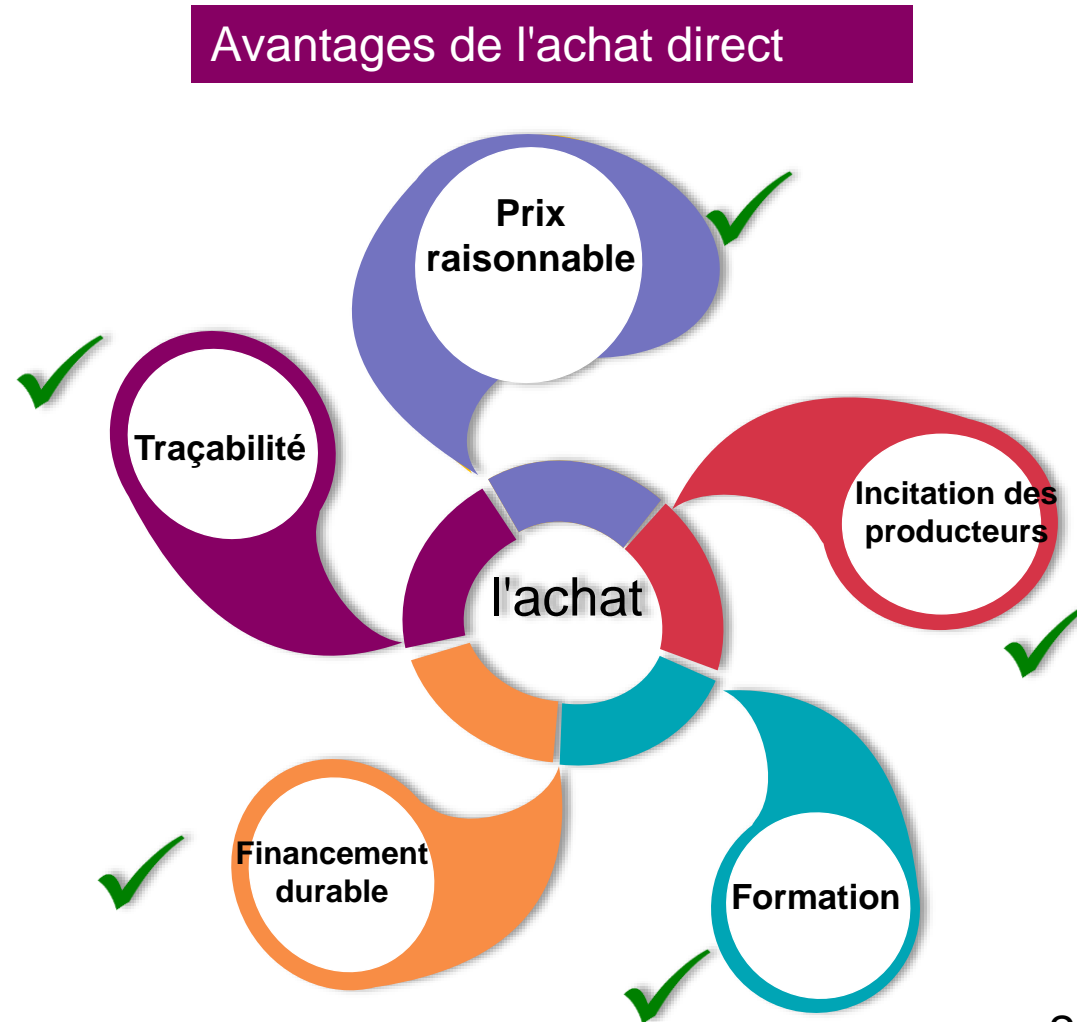 Avantages de l'achat direct
Prix
raisonnable
Traçabilité
Incitation des
producteurs
l'achat
Financement
durable
Formation